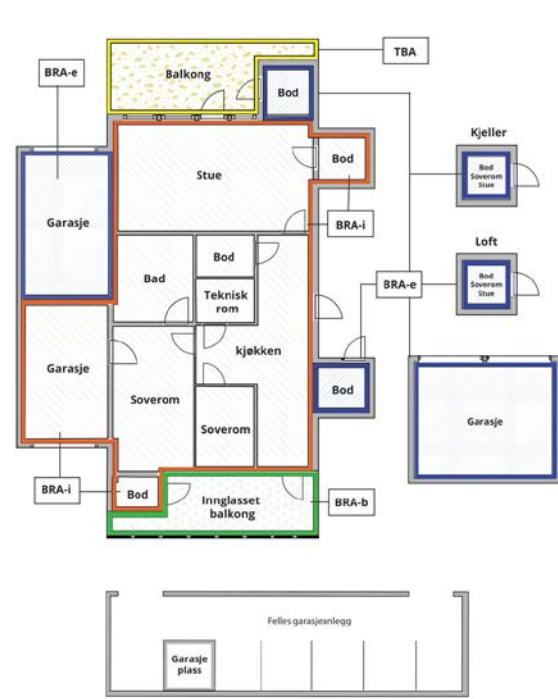 TBA
Balkong
BRA-e
Bod
Kjeller
Bod
Soverom
Stue
Stue
Bod
Garasje
BRA-i
Loft
Bod
Soverom
Stue
Bad
Bod
Teknisk
rom
BRA-e
kjøkken
Garasje
Soverom
Bod
Garasje
Soverom
BRA-i
Bod
Innglasset
balkong
BRA-b
Felles garasjeanlegg
Garasje
plass